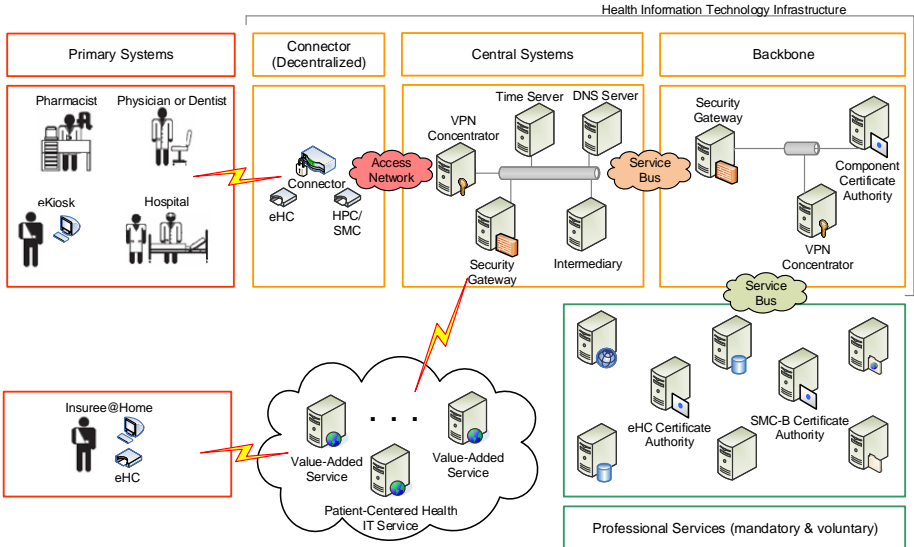 Health Information Technology Infrastructure
Primary Systems
Connector
(Decentralized)
Central Systems
Backbone
Pharmacist
Physician or Dentist
eKiosk
Hospital
Connector
eHC
HPC/
SMC
Access
Network
VPN
Concentrator
Time Server
DNS Server
Security
Gateway
Intermediary
Service
Bus
Security
Gateway
Component
Certificate
Authority
VPN
Concentrator
Service
Bus
Insuree@Home
eHC
. . .
Value-Added
Service
Value-Added
Service
Patient-Centered Health
IT Service
eHC Certificate
Authority
SMC-B Certificate
Authority
Professional Services (mandatory & voluntary)